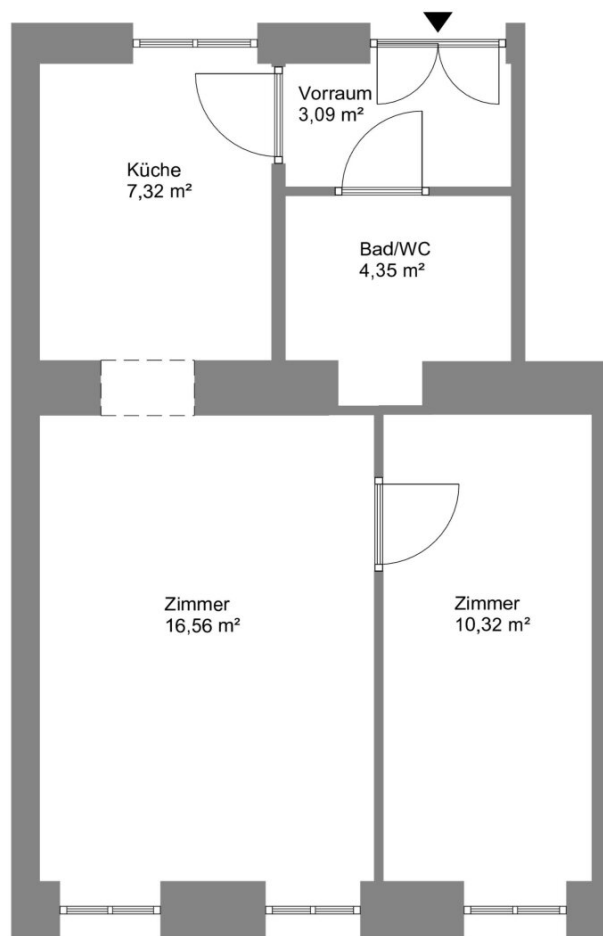 Vorraum
3,09 m²
Küche
7,32 m²
Bad/WC
4,35 m²
Zimmer
16,56 m²
Zimmer
10,32 m²